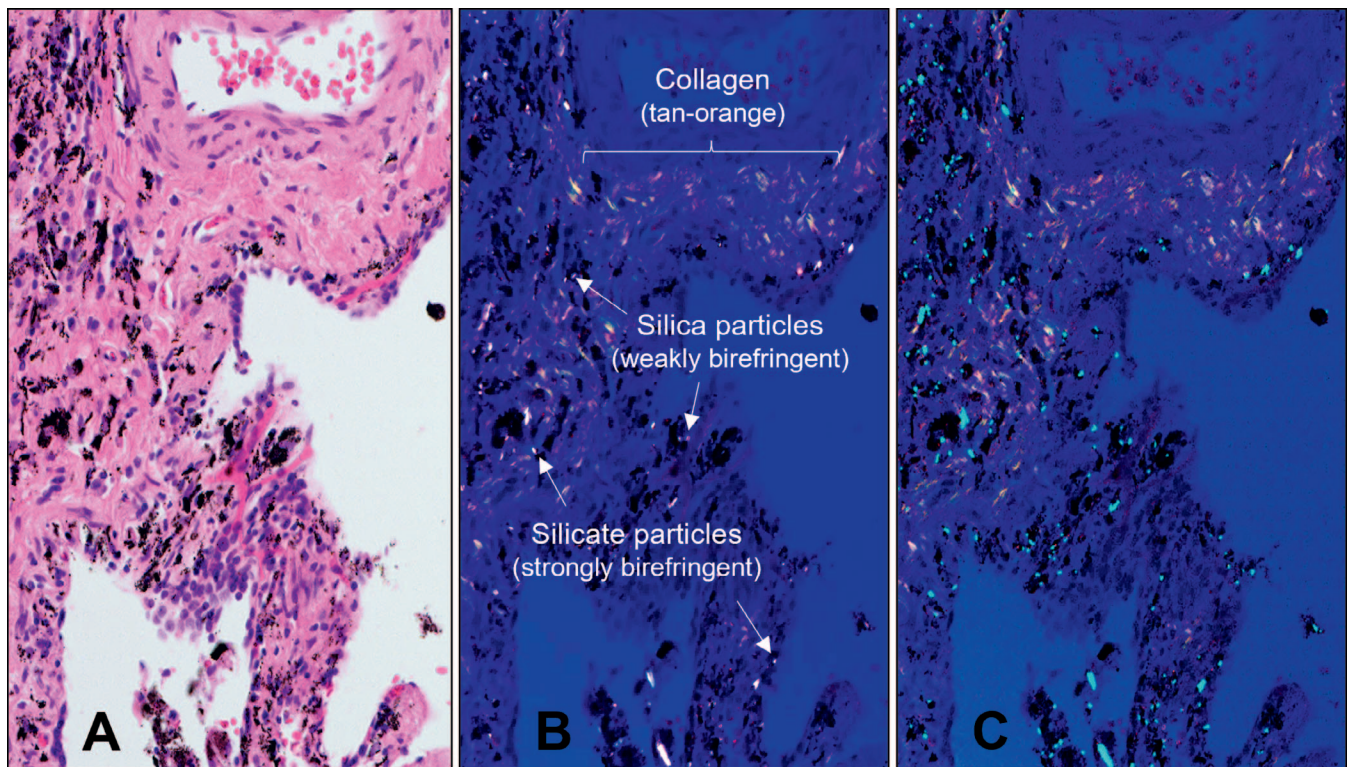 Collagen
(tan-orange)
Silica particles
(weakly birefringent)
Silicate particles
(strongly birefringent)
A
B
C